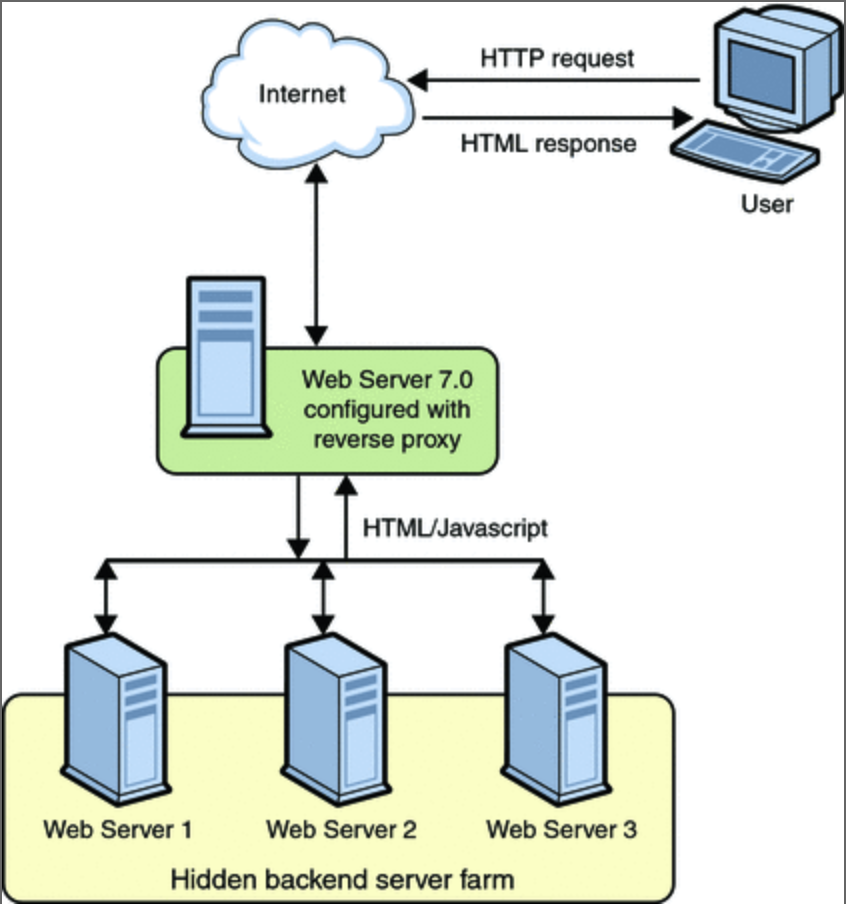 HTTP request
Internet
HTML response
User
Web Server 7.0
configured with
reverse proxy
HTML/Javascript
Web Server 1
Web Server 2
Web Server 3
Hidden backend server farm